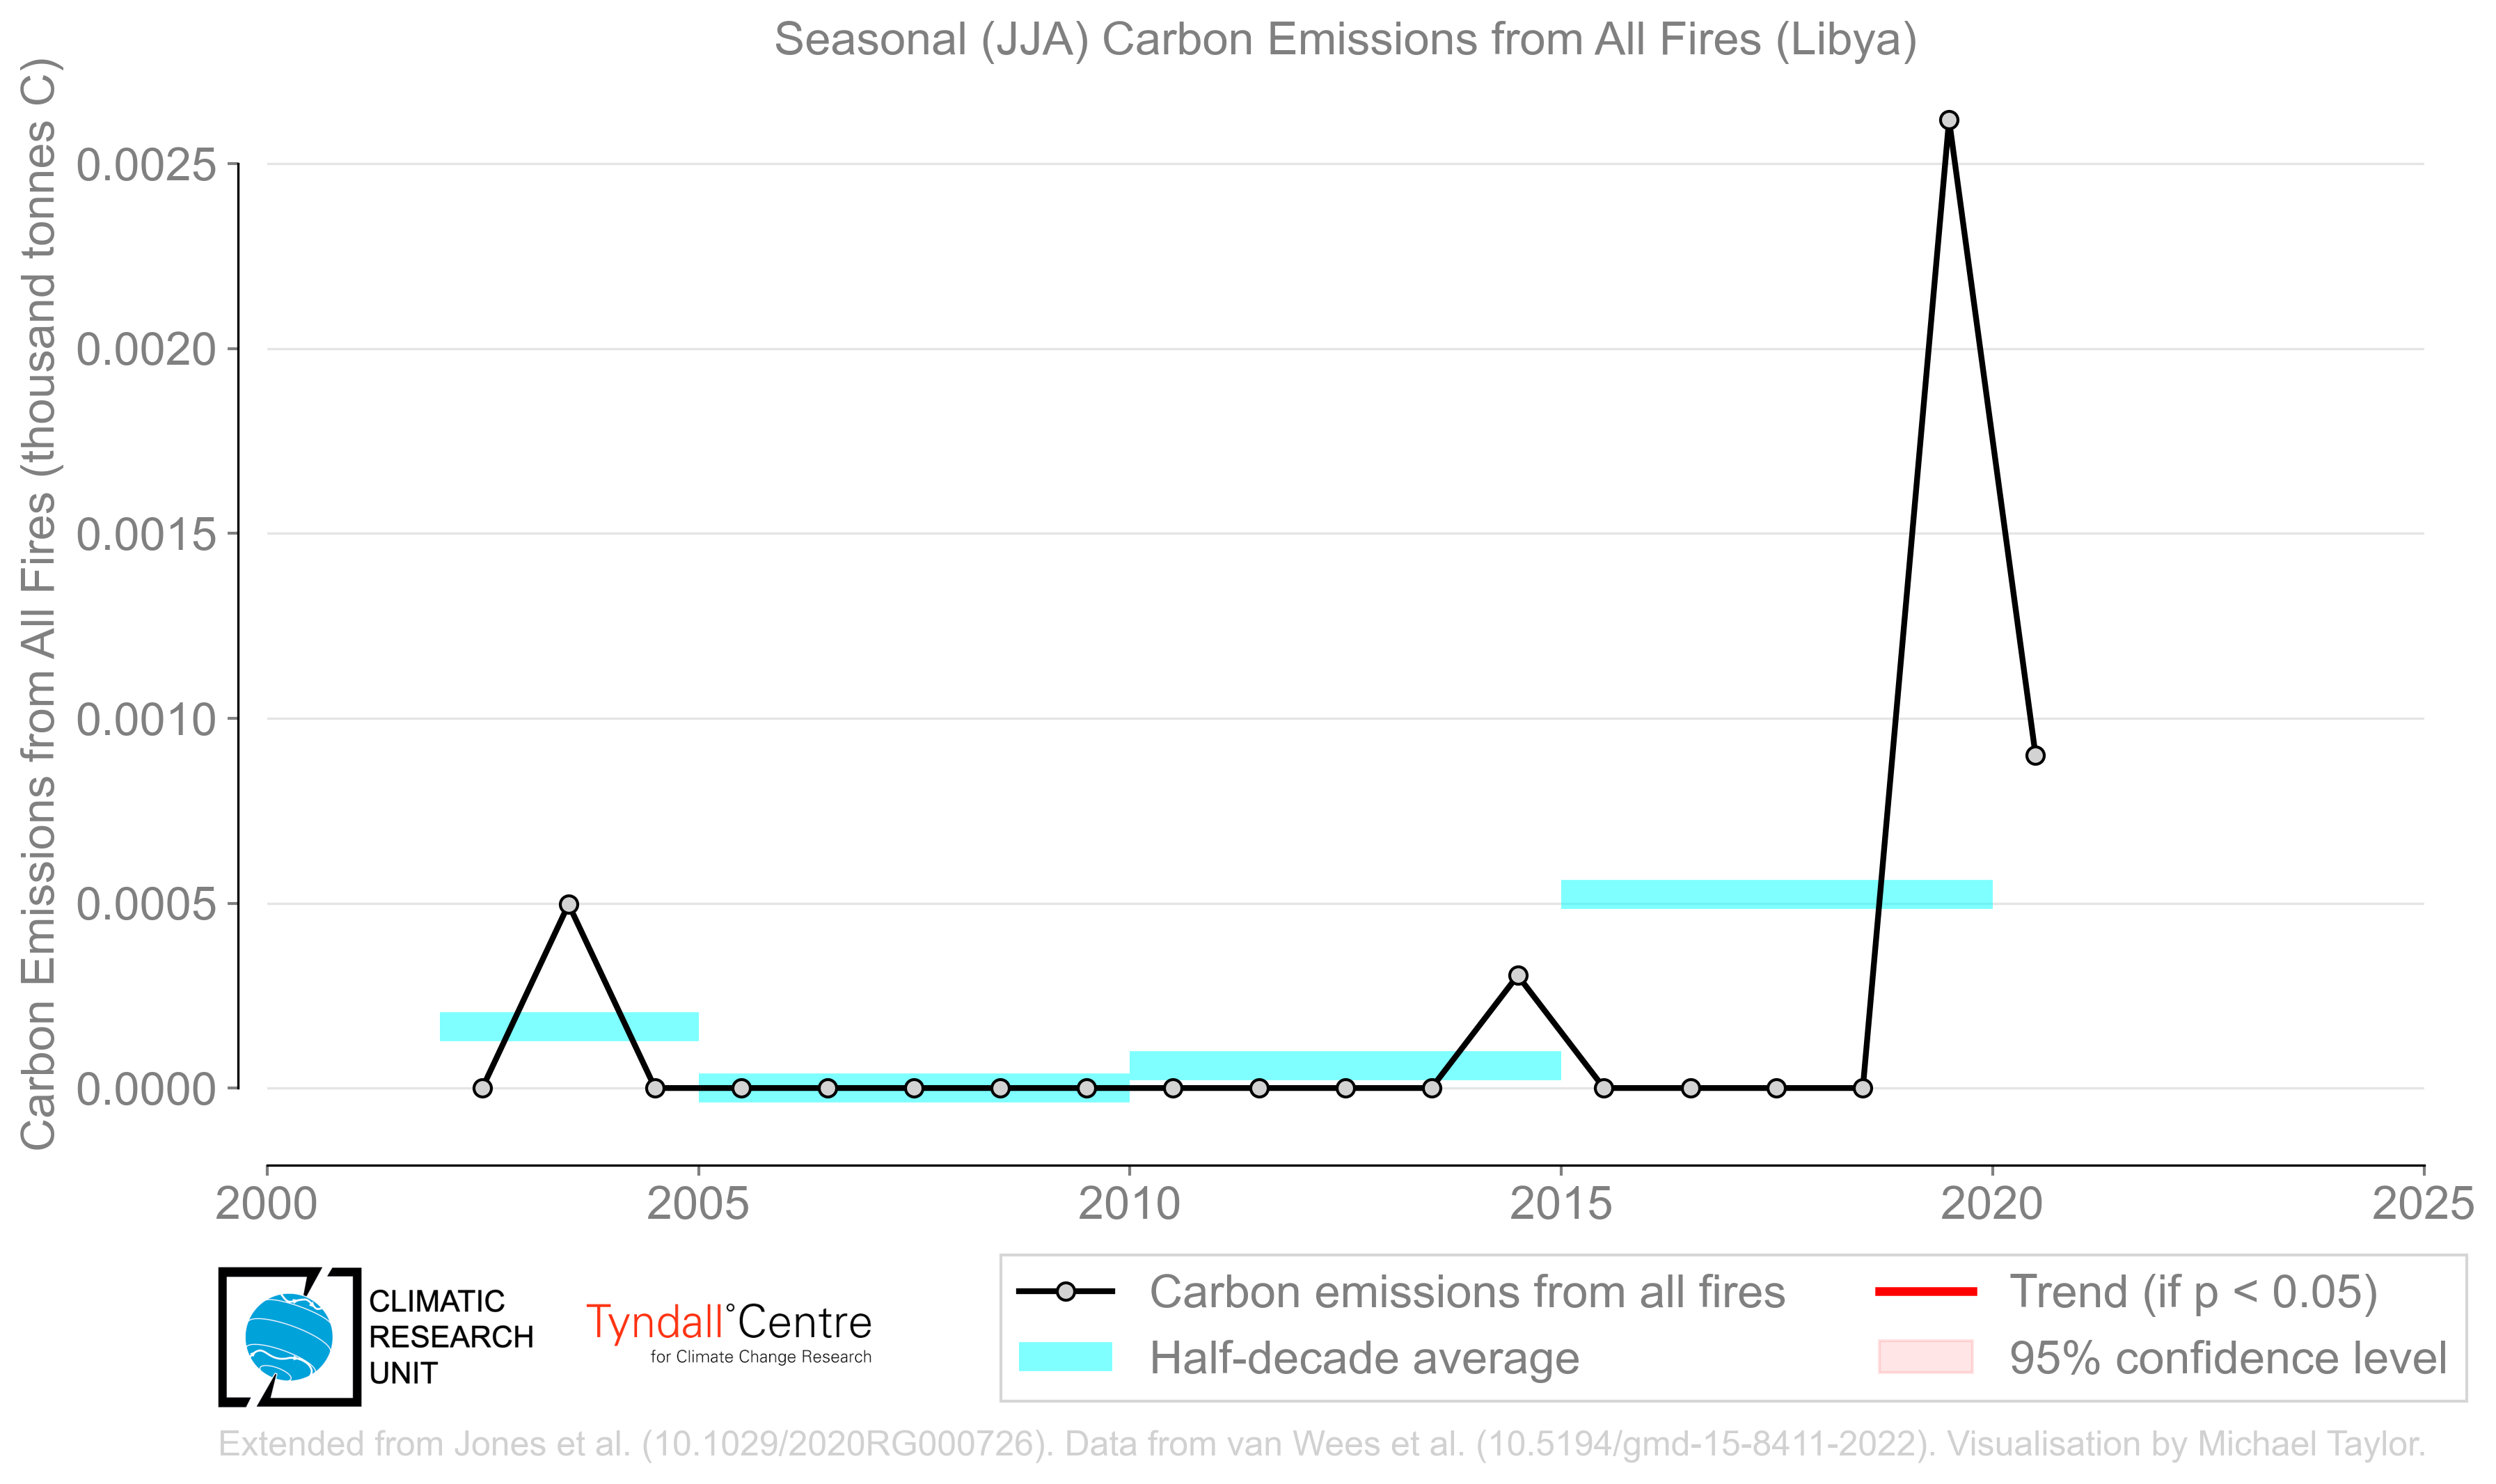 Seasonal (JJA) Carbon Emissions from All Fires (Libya)
Carbon Emissions from All Fires (thousand tonnes C)
0.0025
0.0020
0.0015
0.0010
0.0005
0.0000
2000 2005 2010 2015 2020 2025
CLIMATIC
RESEARCH
UNIT
Tyndall°Centre
for Climate Change Research
Carbon emissions from all fires
Half-decade average
Trend (if p < 0.05)
95% confidence level
Extended from Jones et al. (10.1029/2020RG000726). Data from van Wees et al. (10.5194/gmd-15-8411-2022). Visualisation by Michael Taylor.